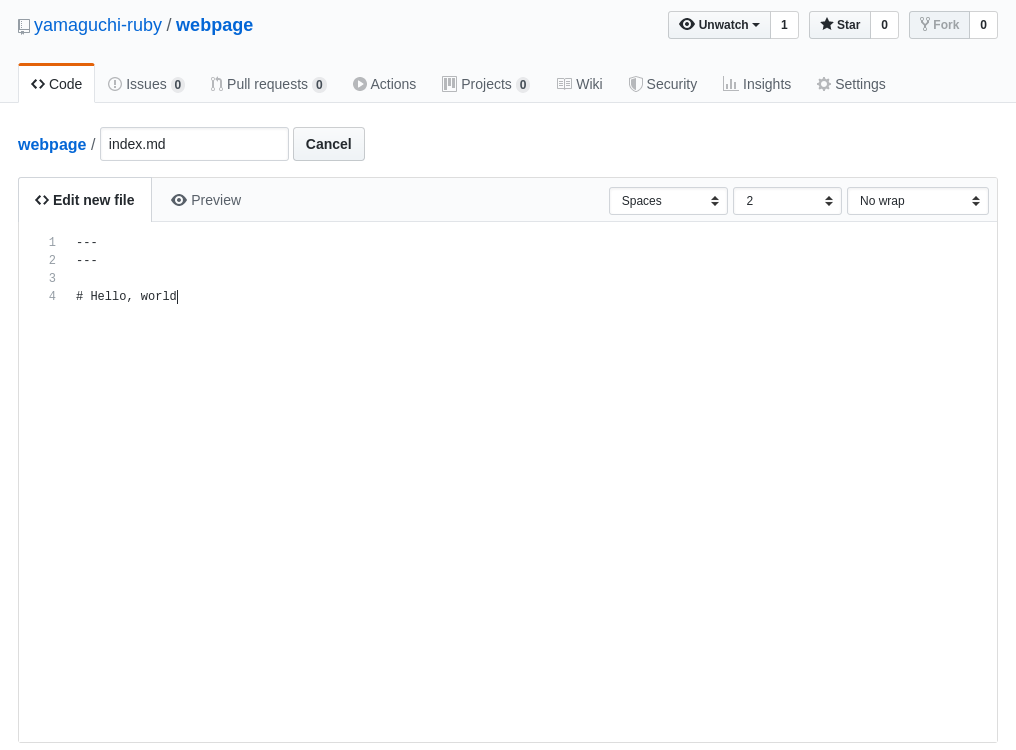 yamaguchi-ruby / webpage
Unwatch 1 Star 0 Fork 0
Code Issues 0 Pull requests 0 Actions Projects 0 Wiki Security Insights Settings
webpage / index.md Cancel
Edit new file Preview Spaces 2 No wrap
1 ---
2 ---
3
4 # Hello, world